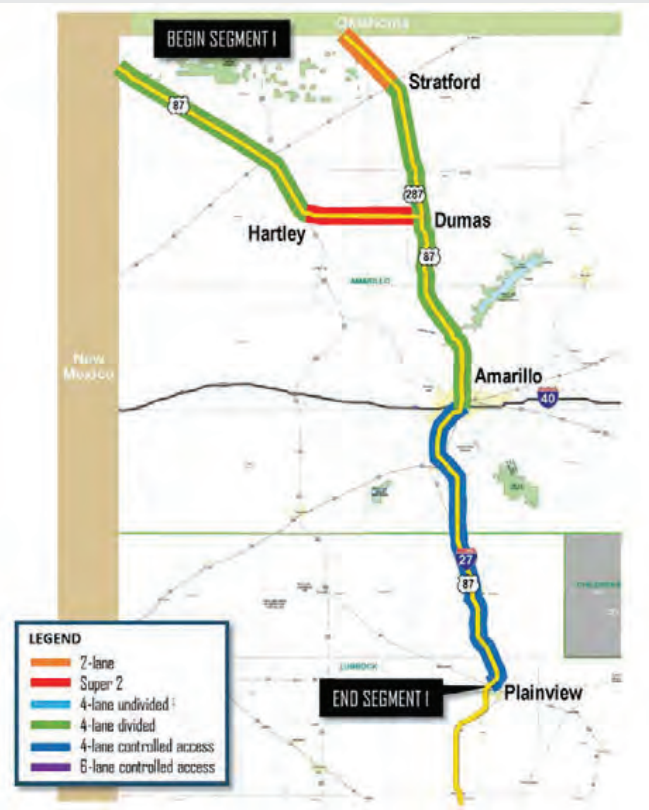 Oklahoma
BEGIN SEGMENT I
Stratford
87
287
Hartley
Dumas
87
AMARILLO
New
Mexico
Amarillo
40
27
87
LEGEND
2-lane
Super 2
4-lane undivided
4-lane divided
4-lane controlled access
6-lane controlled access
LUBBOCK
END SEGMENT I
Plainview